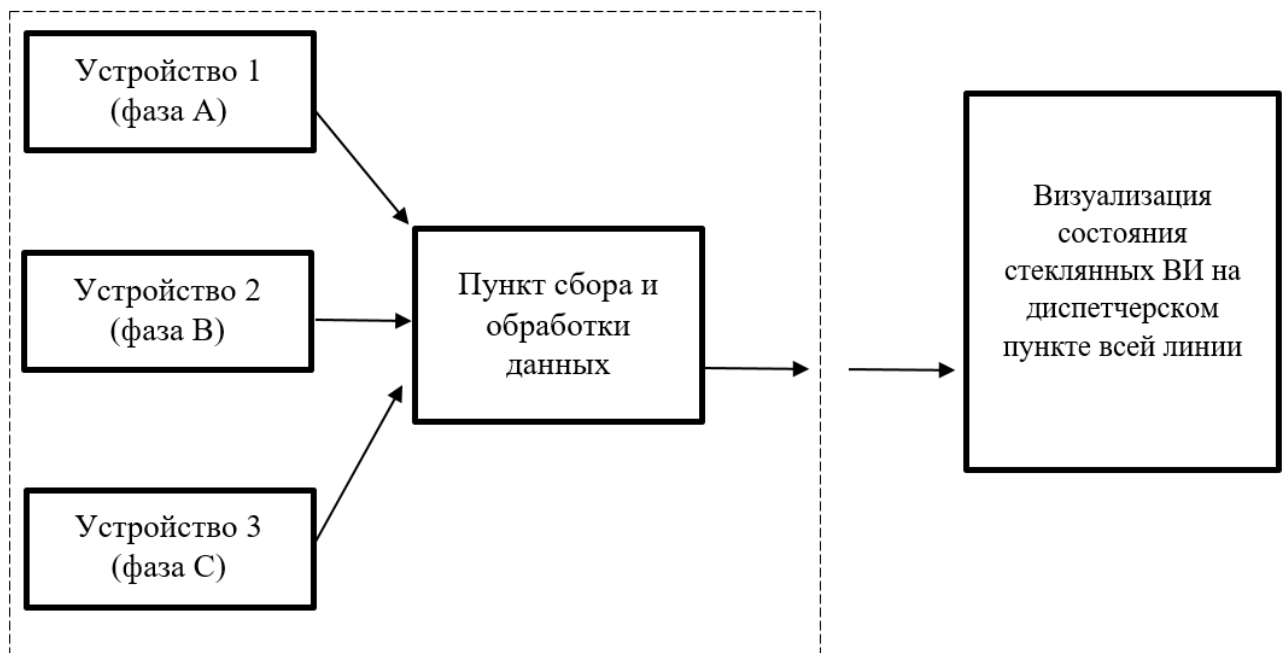 Устройство 1
(фаза А)
Устройство 2
(фаза В)
Устройство 3
(фаза С)
Пункт сбора и
обработки
данных
Визуализация
состояния
стеклянных ВИ на
диспетчерском
пункте всей линии